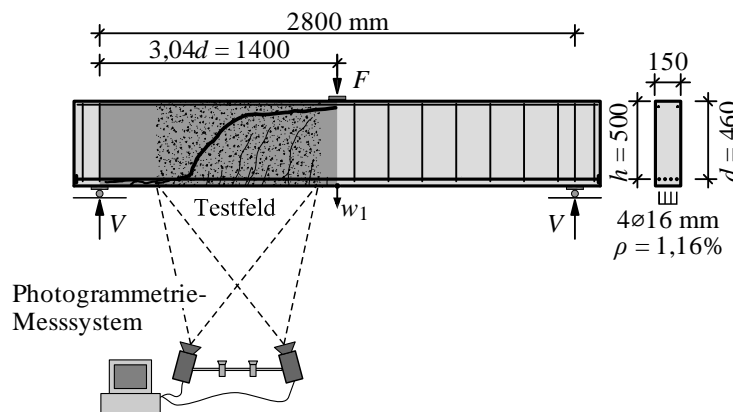 2800 mm
3,04d = 1400
150
F
h = 500
d = 460
V
Testfeld
w₁
V
4⌀16 mm
ρ = 1,16%
Photogrammetrie-
Messsystem